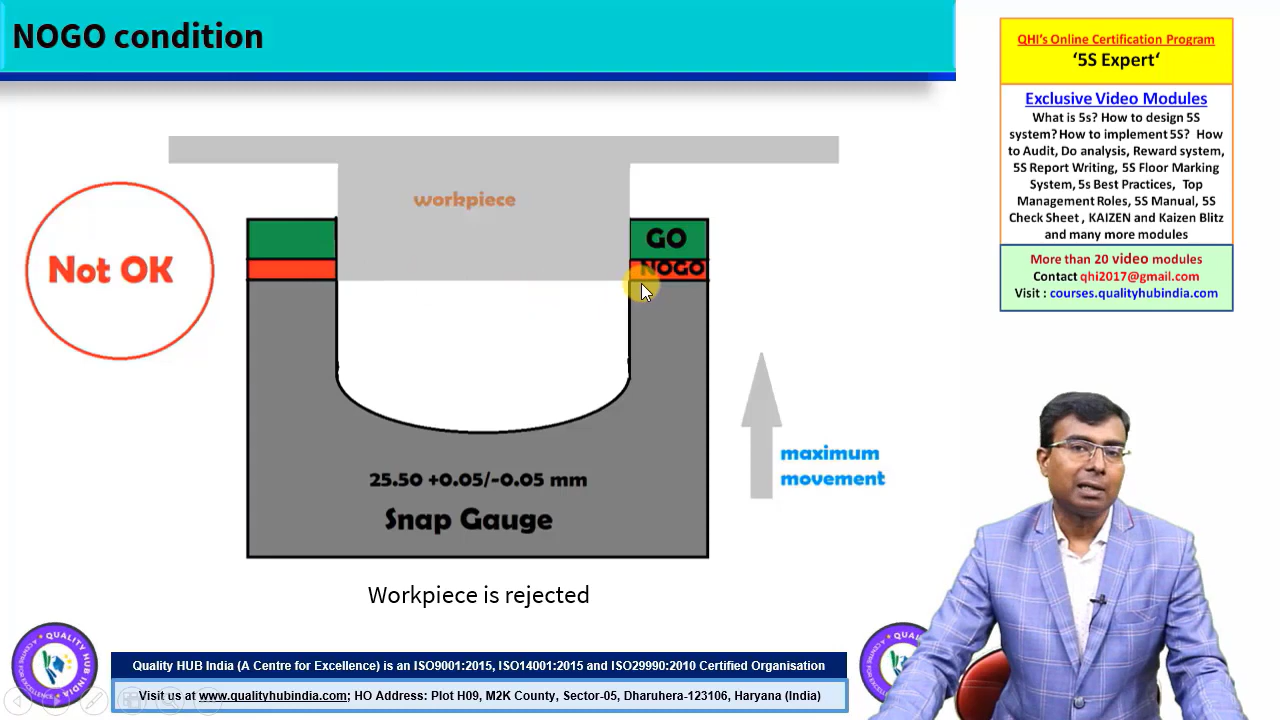 NOGO condition
workpiece
GO
NOGO
Not OK
maximum
movement
25.50 +0.05/-0.05 mm
Snap Gauge
Workpiece is rejected
QHI's Online Certification Program
‘5S Expert‘
Exclusive Video Modules
What is 5s? How to design 5S
system? How to implement 5S? How
to Audit, Do analysis, Reward system,
5S Report Writing, 5S Floor Marking
System, 5s Best Practices, Top
Management Roles, 5S Manual, 5S
Check Sheet , KAIZEN and Kaizen Blitz
and many more modules
More than 20 video modules
Contact qhi2017@gmail.com
Visit : courses.qualityhubindia.com
QUALITY HUB INDIA
Quality HUB India (A Centre for Excellence) is an ISO9001:2015, ISO14001:2015 and ISO29990:2010 Certified Organisation
Visit us at www.qualityhubindia.com; HO Address: Plot H09, M2K County, Sector-05, Dharuhera-123106, Haryana (India)